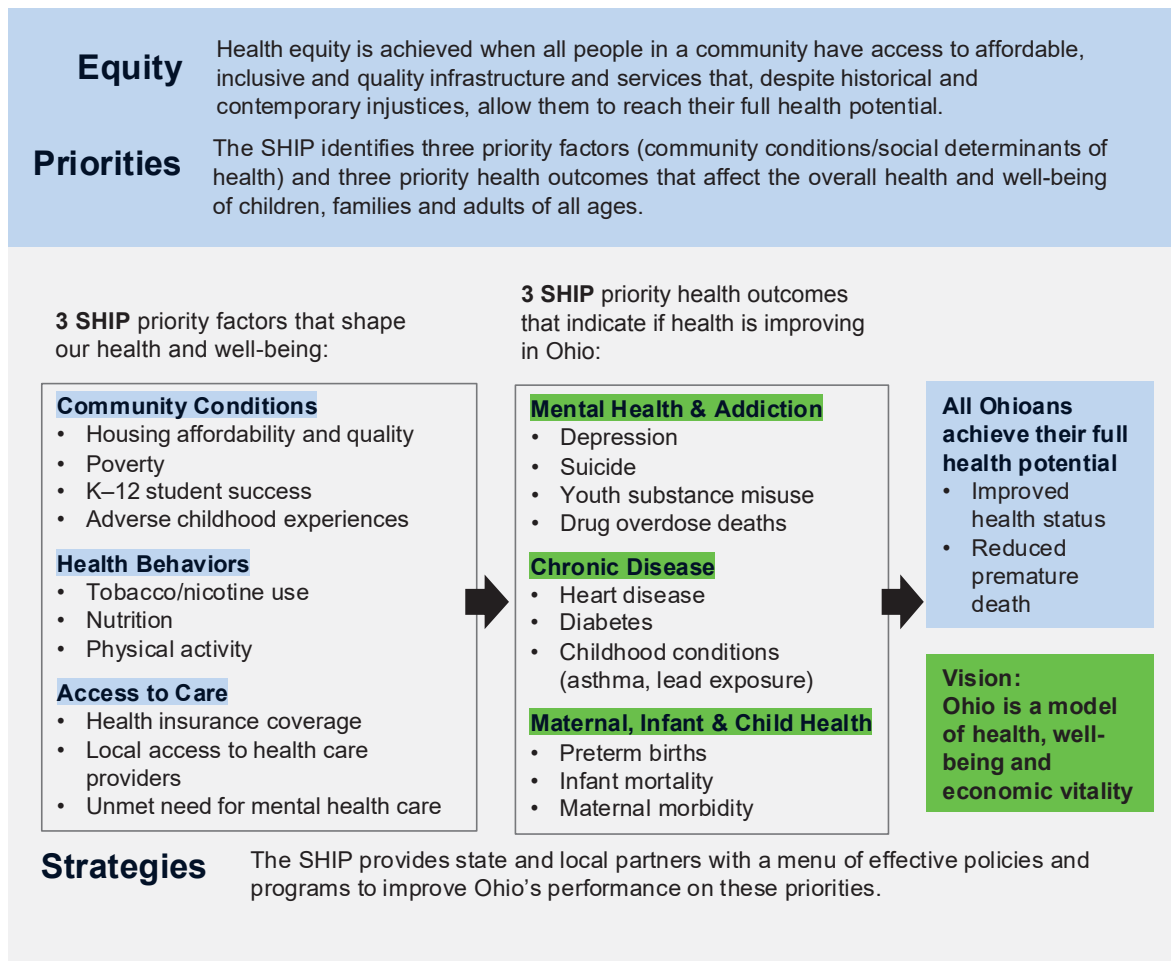 Equity
Health equity is achieved when all people in a community have access to affordable,
inclusive and quality infrastructure and services that, despite historical and
contemporary injustices, allow them to reach their full health potential.
Priorities
The SHIP identifies three priority factors (community conditions/social determinants of
health) and three priority health outcomes that affect the overall health and well-being
of children, families and adults of all ages.
3 SHIP priority factors that shape
our health and well-being:
Community Conditions
• Housing affordability and quality
• Poverty
• K–12 student success
• Adverse childhood experiences
Health Behaviors
• Tobacco/nicotine use
• Nutrition
• Physical activity
Access to Care
• Health insurance coverage
• Local access to health care
providers
• Unmet need for mental health care
3 SHIP priority health outcomes
that indicate if health is improving
in Ohio:
Mental Health & Addiction
• Depression
• Suicide
• Youth substance misuse
• Drug overdose deaths
Chronic Disease
• Heart disease
• Diabetes
• Childhood conditions
(asthma, lead exposure)
Maternal, Infant & Child Health
• Preterm births
• Infant mortality
• Maternal morbidity
All Ohioans
achieve their full
health potential
• Improved
health status
• Reduced
premature
death
Vision:
Ohio is a model
of health, well-
being and
economic vitality
Strategies
The SHIP provides state and local partners with a menu of effective policies and
programs to improve Ohio’s performance on these priorities.